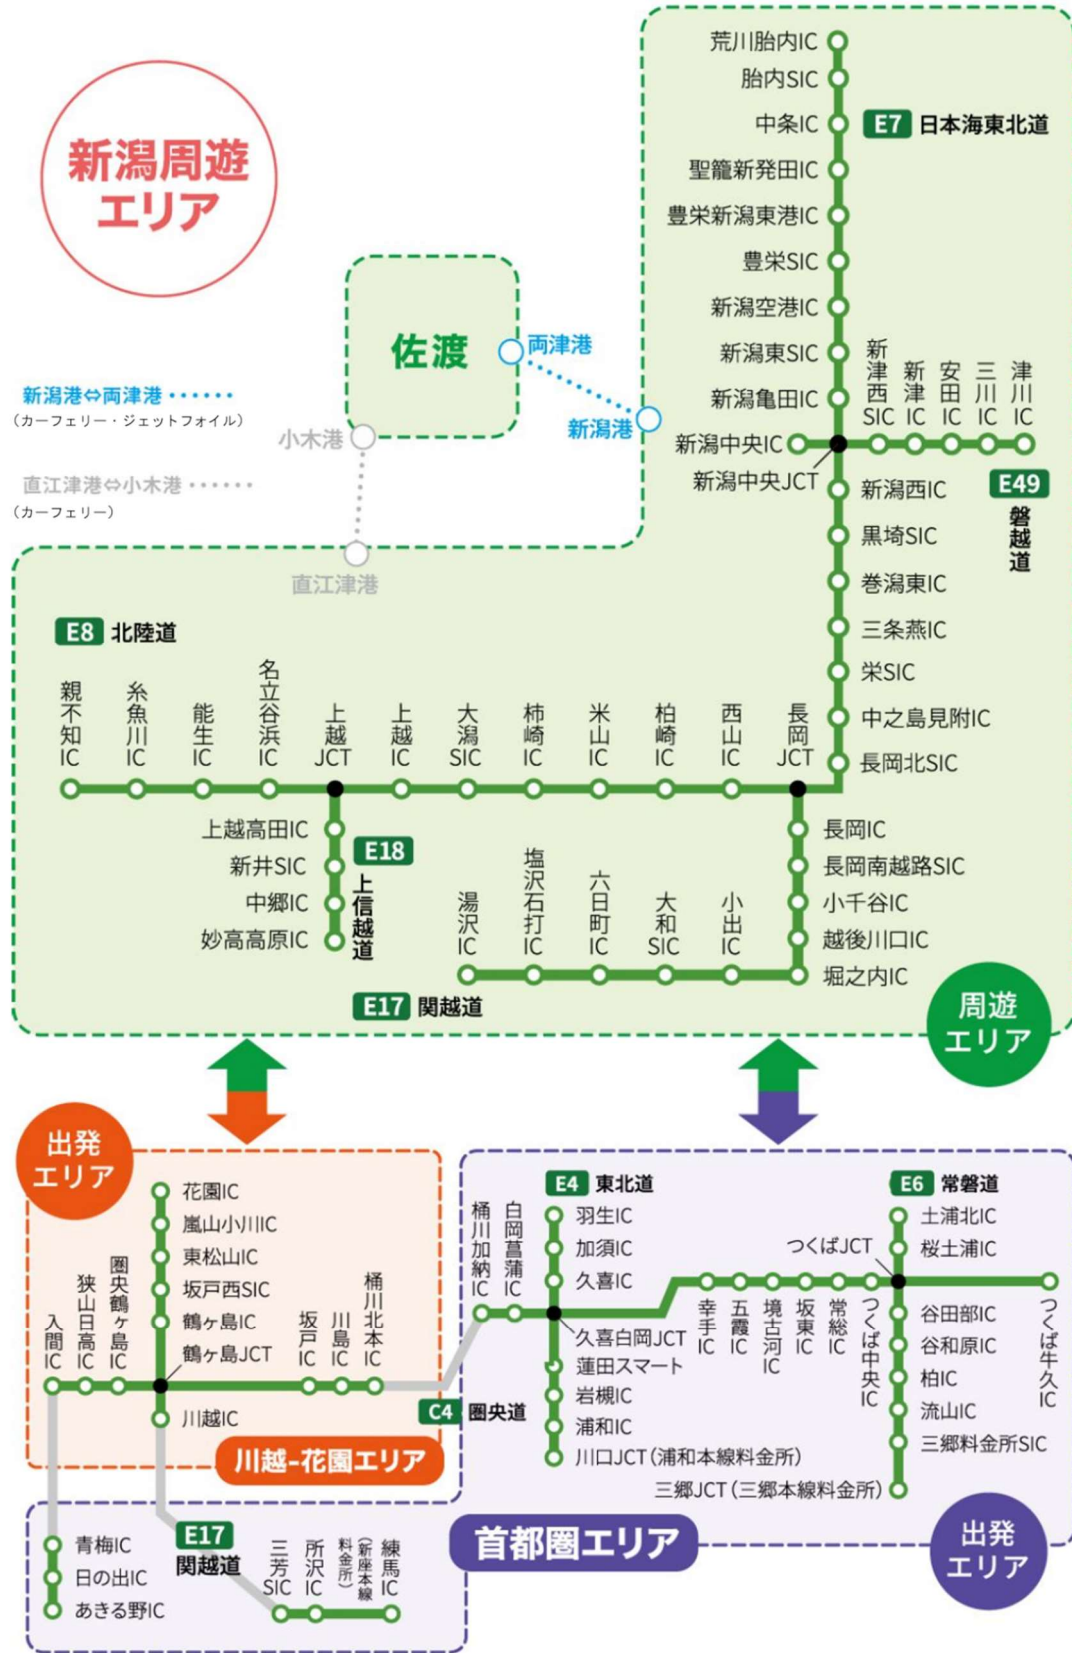 新潟周遊
エリア
荒川胎内IC
胎内SIC
中条IC
E7 日本海東北道
聖籠新発田IC
豊栄新潟東港IC
豊栄SIC
新潟空港IC
新潟東SIC
新潟亀田IC
新潟中央IC
新潟中央JCT
新津西SIC
新津IC
安田IC
三川IC
津川IC
E49
磐越道
佐渡
両津港
新潟港
小木港
直江津港
新潟港⇔両津港 ‥‥‥
（カーフェリー・ジェットフォイル）
直江津港⇔小木港 ‥‥‥
（カーフェリー）
新潟西IC
黒埼SIC
巻潟東IC
三条燕IC
栄SIC
中之島見附IC
長岡北SIC
E8 北陸道
親不知IC
糸魚川IC
能生IC
名立谷浜IC
上越JCT
上越IC
大潟SIC
柿崎IC
米山IC
柏崎IC
西山IC
長岡JCT
上越高田IC
新井SIC
中郷IC
妙高高原IC
E18
上信越道
長岡IC
長岡南越路SIC
小千谷IC
越後川口IC
堀之内IC
湯沢IC
塩沢石打IC
六日町IC
大和SIC
小出IC
E17 関越道
周遊
エリア
出発
エリア
花園IC
嵐山小川IC
東松山IC
坂戸西SIC
鶴ヶ島IC
鶴ヶ島JCT
川越IC
入間IC
狭山日高IC
圏央鶴ヶ島IC
坂戸IC
川島IC
桶川北本IC
川越-花園エリア
桶川加納IC
白岡菖蒲IC
C4 圏央道
E4 東北道
羽生IC
加須IC
久喜IC
久喜白岡JCT
蓮田スマート
岩槻IC
浦和IC
川口JCT（浦和本線料金所）
幸手IC
五霞IC
境古河IC
坂東IC
常総IC
つくば中央IC
つくばJCT
つくば牛久IC
E6 常磐道
土浦北IC
桜土浦IC
谷田部IC
谷和原IC
柏IC
流山IC
三郷料金所SIC
三郷JCT（三郷本線料金所）
青梅IC
日の出IC
あきる野IC
E17
関越道
三芳SIC
所沢IC
練馬IC
（新座本線
料金所）
首都圏エリア
出発
エリア